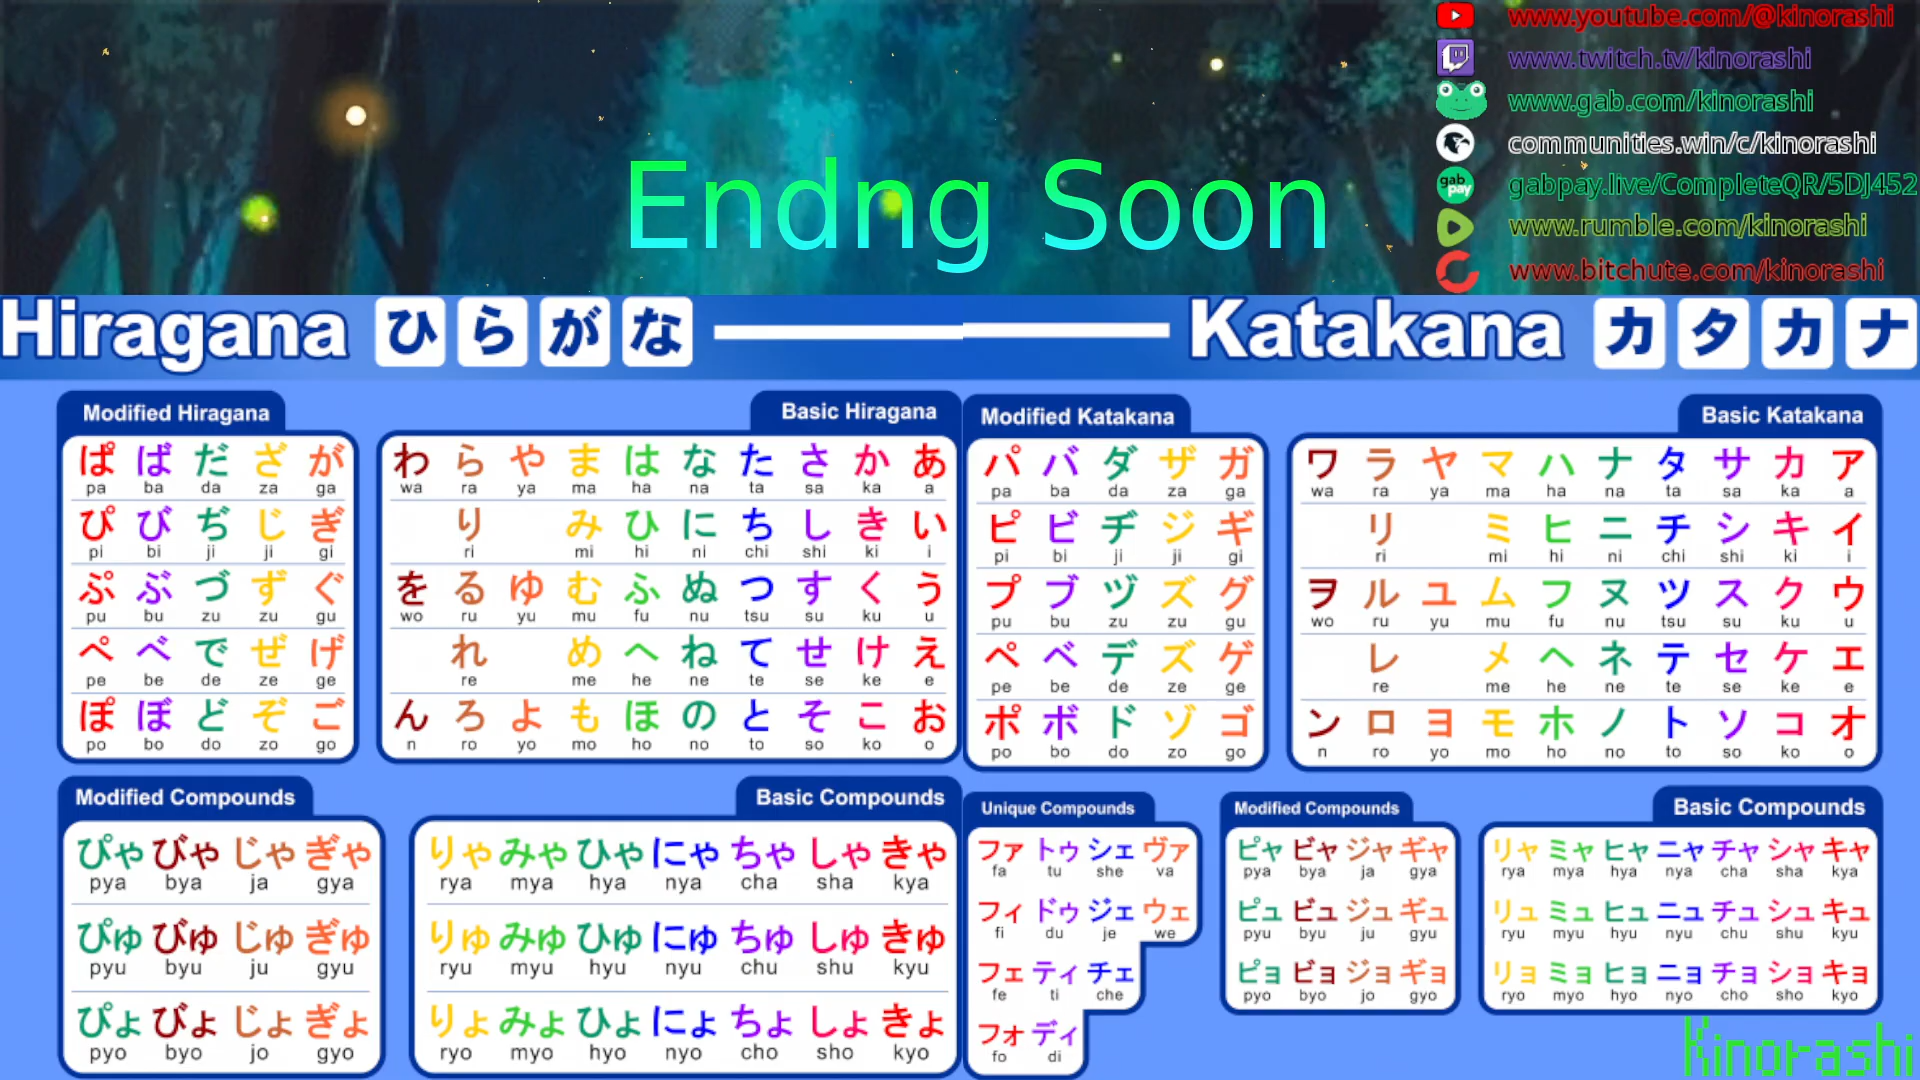 www.youtube.com/@kinorashi
www.twitch.tv/kinorashi
www.gab.com/kinorashi
communities.win/c/kinorashi
gab pay
gabpay.live/CompleteQR/5DJ452
www.rumble.com/kinorashi
www.bitchute.com/kinorashi
Endng Soon
Hiragana ひ ら が な
Katakana カ タ カ ナ
Modified Hiragana
ぱ ば だ ざ が
pa ba da za ga
ぴ び ぢ じ ぎ
pi bi ji ji gi
ぷ ぶ づ ず ぐ
pu bu zu zu gu
ぺ べ で ぜ げ
pe be de ze ge
ぽ ぼ ど ぞ ご
po bo do zo go
Basic Hiragana
わ ら や ま は な た さ か あ
wa ra ya ma ha na ta sa ka a
り み ひ に ち し き い
ri mi hi ni chi shi ki i
を る ゆ む ふ ぬ つ す く う
wo ru yu mu fu nu tsu su ku u
れ め へ ね て せ け え
re me he ne te se ke e
ん ろ よ も ほ の と そ こ お
n ro yo mo ho no to so ko o
Modified Katakana
パ バ ダ ザ ガ
pa ba da za ga
ピ ビ ヂ ジ ギ
pi bi ji ji gi
プ ブ ヅ ズ グ
pu bu zu zu gu
ペ ベ デ ズ ゲ
pe be de ze ge
ポ ボ ド ゾ ゴ
po bo do zo go
Basic Katakana
ワ ラ ヤ マ ハ ナ タ サ カ ア
wa ra ya ma ha na ta sa ka a
リ ミ ヒ ニ チ シ キ イ
ri mi hi ni chi shi ki i
ヲ ル ユ ム フ ヌ ツ ス ク ウ
wo ru yu mu fu nu tsu su ku u
レ メ ヘ ネ テ セ ケ エ
re me he ne te se ke e
ン ロ ヨ モ ホ ノ ト ソ コ オ
n ro yo mo ho no to so ko o
Modified Compounds
ぴゃ びゃ じゃ ぎゃ
pya bya ja gya
ぴゅ びゅ じゅ ぎゅ
pyu byu ju gyu
ぴょ びょ じょ ぎょ
pyo byo jo gyo
Basic Compounds
りゃ みゃ ひゃ にゃ ちゃ しゃ きゃ
rya mya hya nya cha sha kya
りゅ みゅ ひゅ にゅ ちゅ しゅ きゅ
ryu myu hyu nyu chu shu kyu
りょ みょ ひょ にょ ちょ しょ きょ
ryo myo hyo nyo cho sho kyo
Unique Compounds
ファ トゥ シェ ヴァ
fa tu she va
フィ ドゥ ジェ ウェ
fi du je we
フェ ティ チェ
fe ti che
フォ ディ
fo di
Modified Compounds
ピャ ビャ ジャ ギャ
pya bya ja gya
ピュ ビュ ジュ ギュ
pyu byu ju gyu
ピョ ビョ ジョ ギョ
pyo byo jo gyo
Basic Compounds
リャ ミャ ヒャ ニャ チャ シャ キャ
rya mya hya nya cha sha kya
リュ ミュ ヒュ ニュ チュ シュ キュ
ryu myu hyu nyu chu shu kyu
リョ ミョ ヒョ ニョ チョ ショ キョ
ryo myo hyo nyo cho sho kyo
Kinorashi